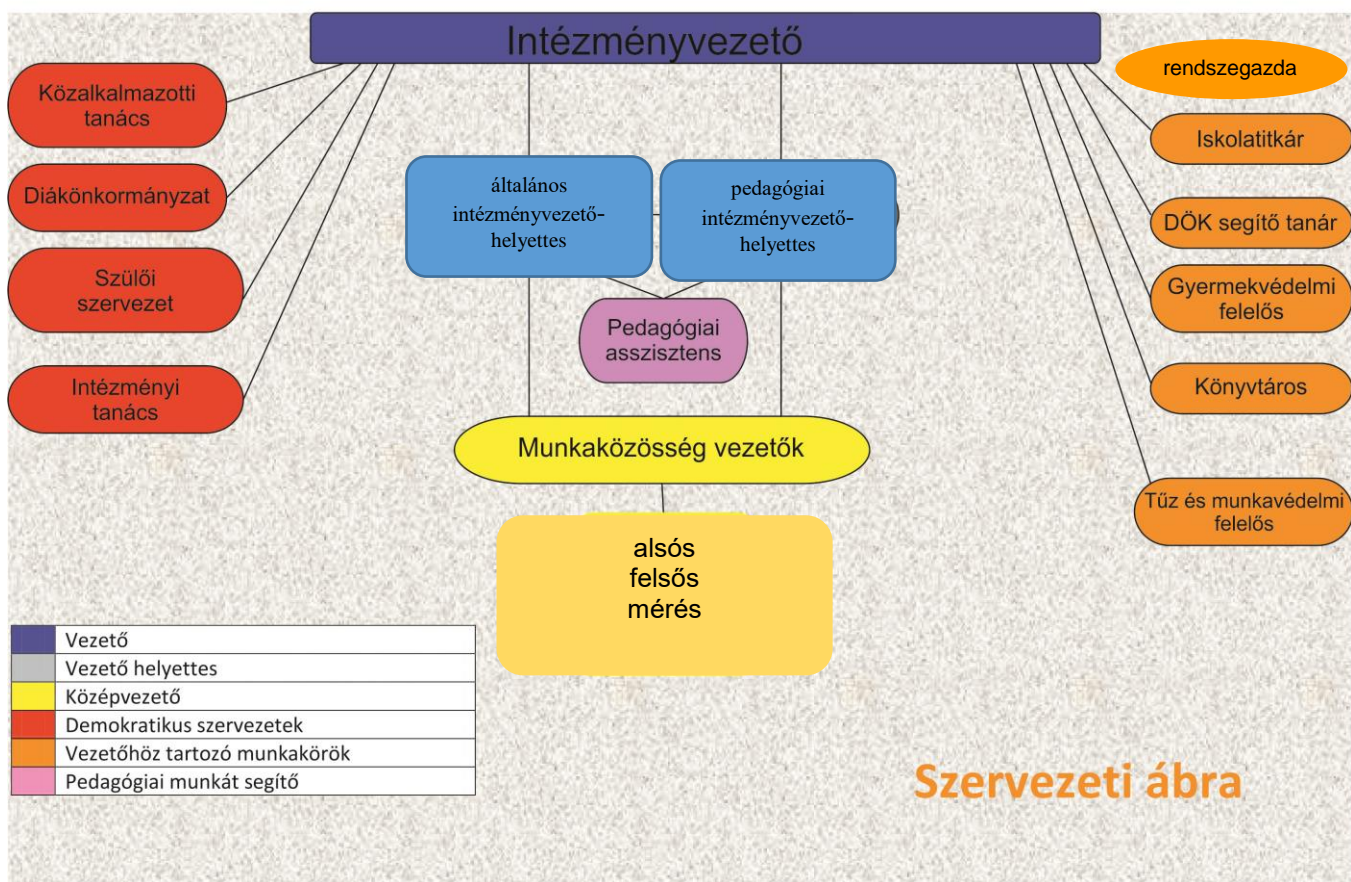 Intézményvezető
rendszegazda
Közalkalmazotti
tanács
Diákönkormányzat
Szülői
szervezet
Intézményi
tanács
általános
intézményvezető-
helyettes
pedagógiai
intézményvezető-
helyettes
Pedagógiai
asszisztens
Munkaközösség vezetők
alsós
felsős
mérés
Iskolatitkár
DÖK segítő tanár
Gyermekvédelmi
felelős
Könyvtáros
Tűz és munkavédelmi
felelős
Vezető
Vezető helyettes
Középvezető
Demokratikus szervezetek
Vezetőhöz tartozó munkakörök
Pedagógiai munkát segítő
Szervezeti ábra